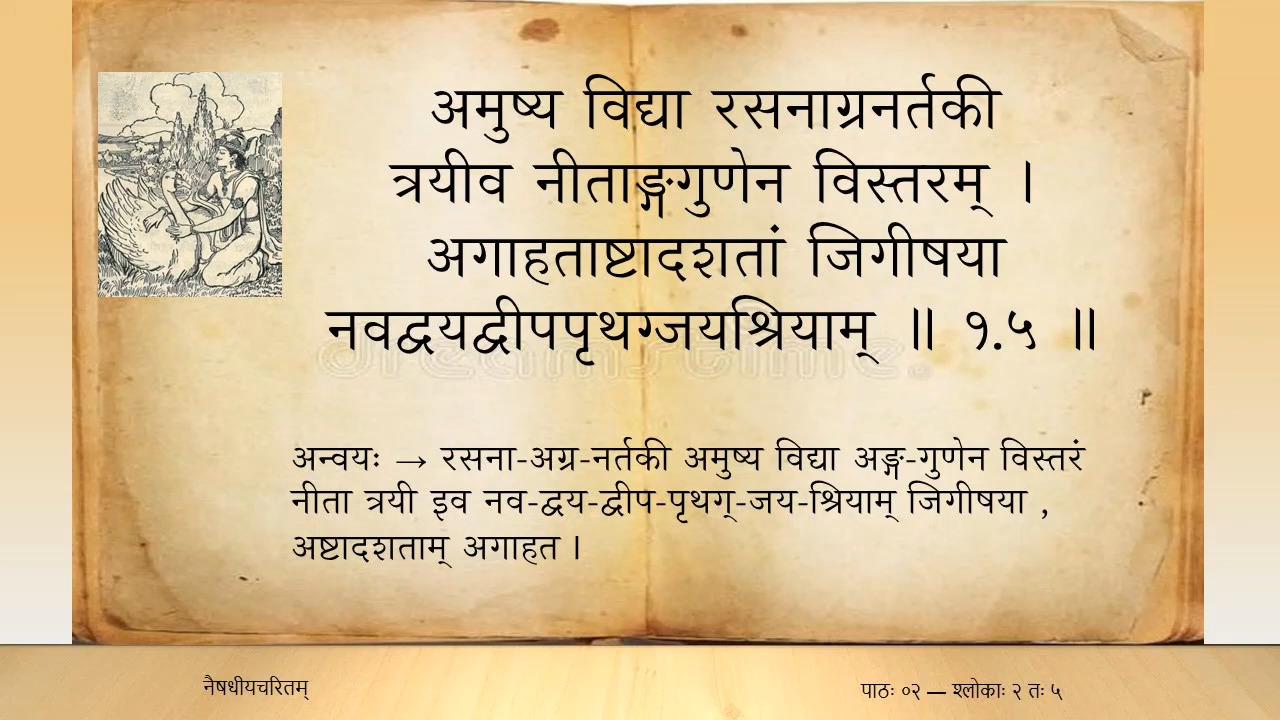 अमुष्य विद्या रसनाग्रनर्तकी
त्रयीव नीताङ्गगुणेन विस्तरम् ।
अगाहताष्टादशतां जिगीषया
नवद्वयद्वीपपृथग्जयश्रियाम् ॥ १.५ ॥
dreamstime.
अन्वयः → रसना-अग्र-नर्तकी अमुष्य विद्या अङ्ग-गुणेन विस्तरं
नीता त्रयी इव नव-द्वय-द्वीप-पृथग्-जय-श्रियाम् जिगीषया ,
अष्टादशताम् अगाहत ।
नैषधीयचरितम्
पाठः ०२ — श्लोकाः २ तः ५